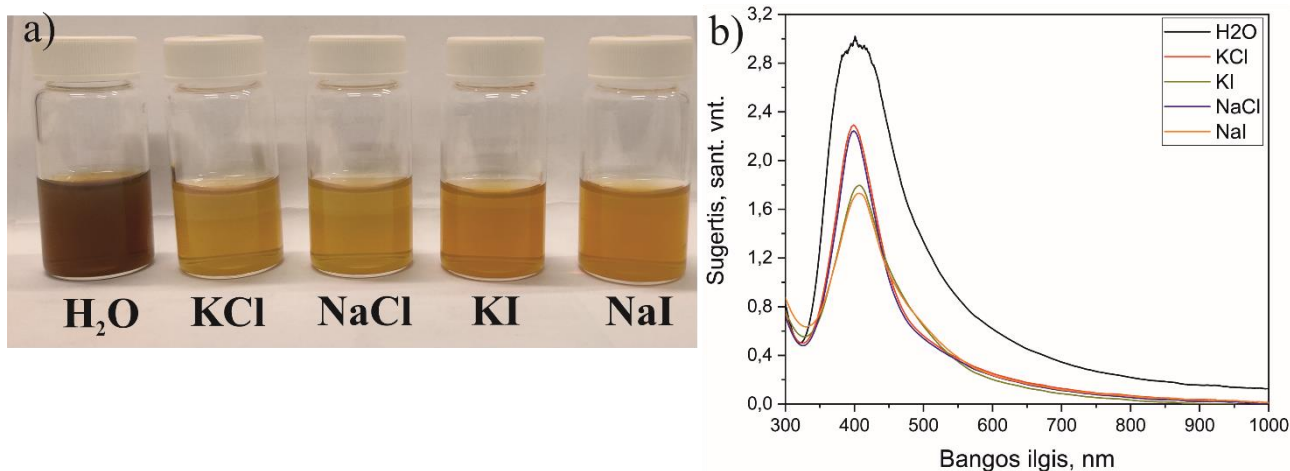 a)
H₂O
KCl
NaCl
KI
NaI
b)
3,2
2,8
2,4
2,0
1,6
1,2
0,8
0,4
0,0
Sugertis, sant. vnt.
H2O
KCl
KI
NaCl
NaI
300
400
500
600
700
800
900
1000
Bangos ilgis, nm